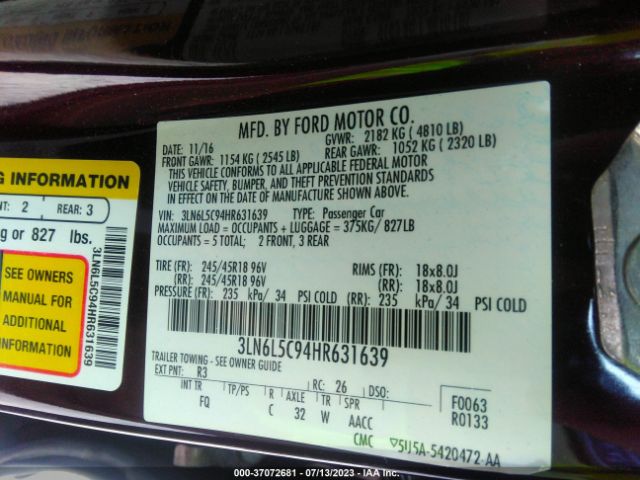 MFD. BY FORD MOTOR CO.
DATE: 11/16 GVWR: 2182 KG ( 4810 LB)
FRONT GAWR: 1154 KG ( 2545 LB) REAR GAWR: 1052 KG ( 2320 LB)
THIS VEHICLE CONFORMS TO ALL APPLICABLE FEDERAL MOTOR
VEHICLE SAFETY, BUMPER, AND THEFT PREVENTION STANDARDS
IN EFFECT ON THE DATE OF MANUFACTURE SHOWN ABOVE.
VIN: 3LN6L5C94HR631639 TYPE: Passenger Car
MAXIMUM LOAD = OCCUPANTS + LUGGAGE = 375KG/ 827LB
OCCUPANTS = 5 TOTAL; 2 FRONT, 3 REAR
TIRE (FR): 245/45R18 96V RIMS (FR): 18x8.0J
(RR): 245/45R18 96V (RR): 18x8.0J
PRESSURE (FR): 235 kPa/ 34 PSI COLD (RR): 235 kPa/ 34 PSI COLD
3LN6L5C94HR631639
TRAILER TOWING - SEE OWNER GUIDE
EXT PNT: R3 RC: 26 DSO:
INT TR TP/PS R AXLE TR SPR F0063
FQ C 32 W AACC R0133
CMC 5U5A-5420472-AA
INFORMATION
2 REAR: 3
or 827 lbs.
SEE OWNERS
MANUAL FOR
ADDITIONAL
INFORMATION
3LN6L5C94HR631639
000-37072681 - 07/13/2023 - IAA Inc.